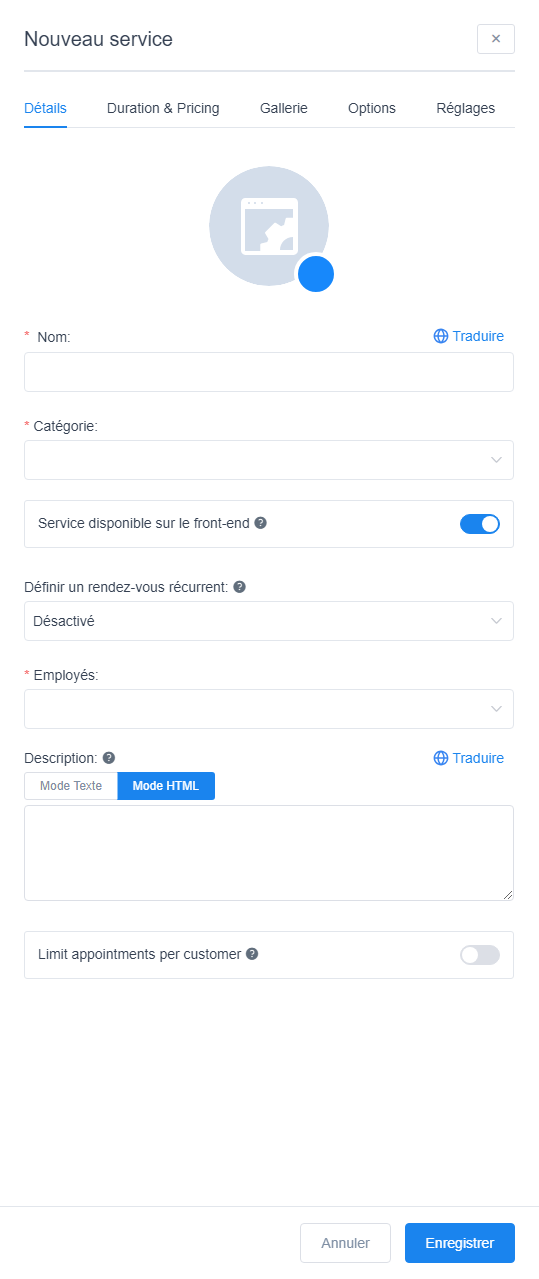 Nouveau service
Détails Duration & Pricing Gallerie Options Réglages
* Nom: Traduire
* Catégorie:
Service disponible sur le front-end ?
Définir un rendez-vous récurrent: ?
Désactivé
* Employés:
Description: ? Traduire
Mode Texte Mode HTML
Limit appointments per customer ?
Annuler Enregistrer